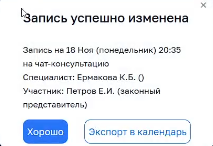 Запись успешно изменена
Запись на 18 Ноя (понедельник) 20:35
на чат-консультацию
Специалист: Ермакова К.Б. ()
Участник: Петров Е.И. (законный
представитель)
Хорошо
Экспорт в календарь